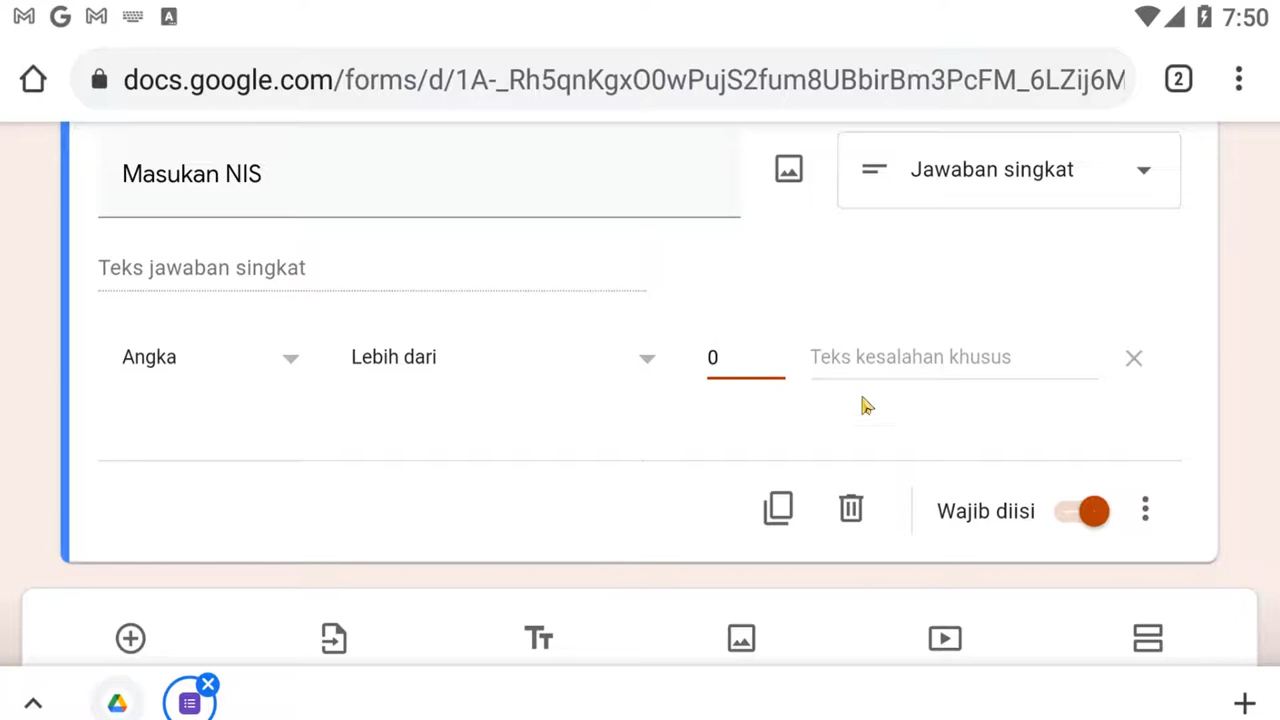 7:50
docs.google.com/forms/d/1A-_Rh5qnKgxO0wPujS2fum8UBbirBm3PcFM_6LZij6M
2
Masukan NIS
Jawaban singkat
Teks jawaban singkat
Angka
Lebih dari
0
Teks kesalahan khusus
Wajib diisi